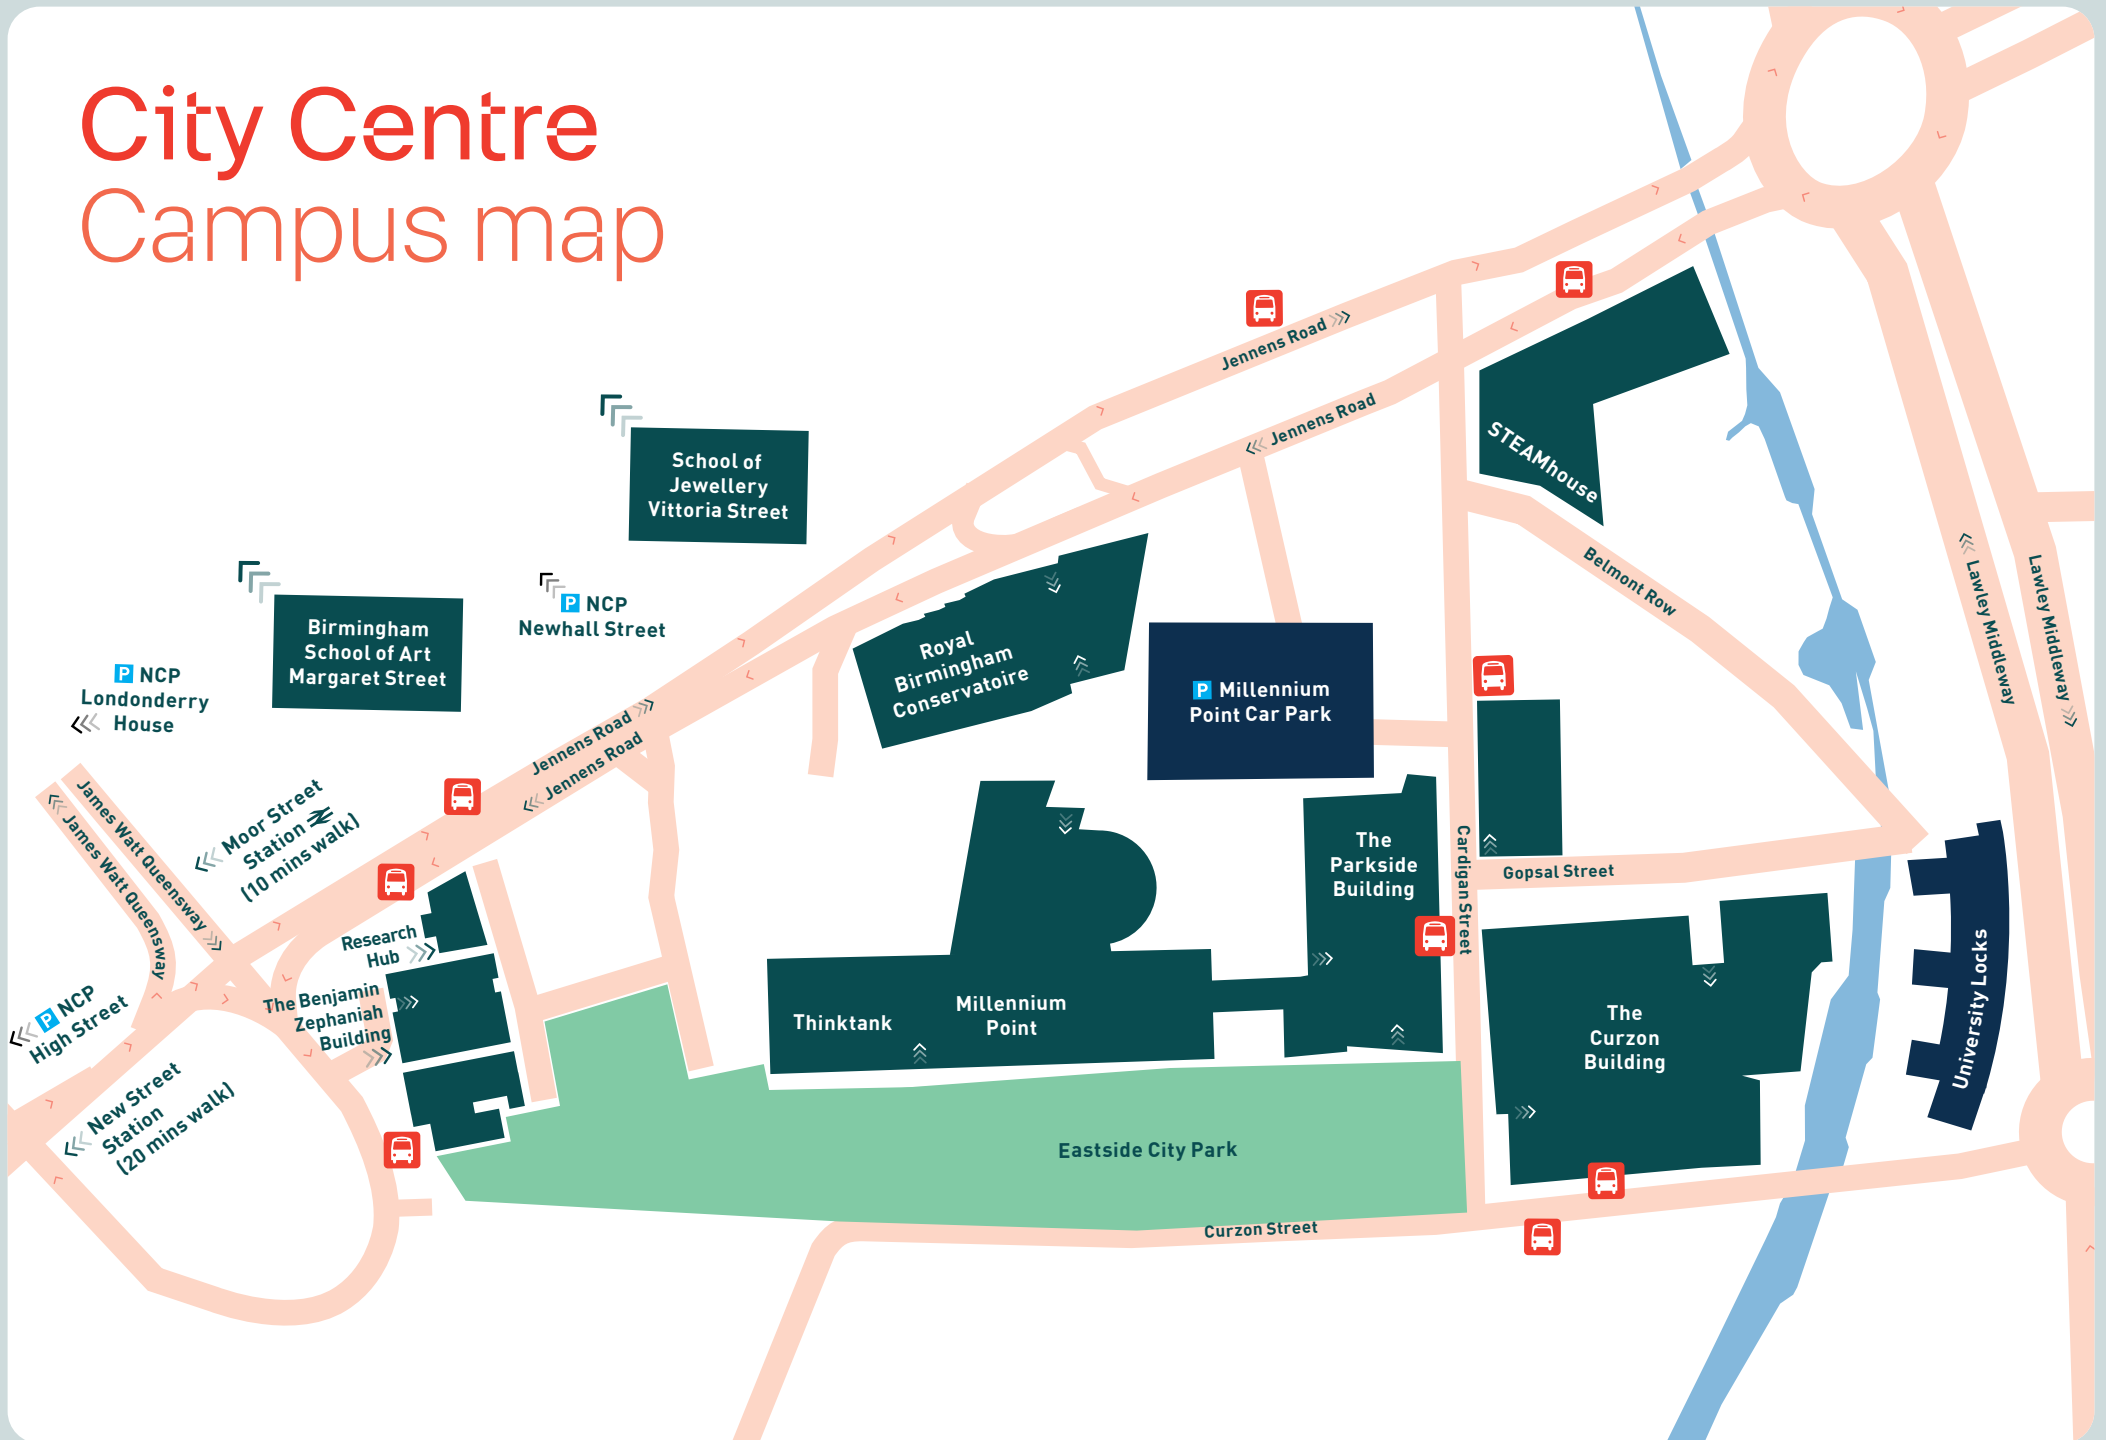 City Centre
Campus map
Jennens Road
Jennens Road
School of
Jewellery
Vittoria Street
STEAMhouse
Birmingham
School of Art
Margaret Street
P NCP
Newhall Street
P NCP
Londonderry
House
Belmont Row
Lawley Middleway
Lawley Middleway
Royal
Birmingham
Conservatoire
P Millennium
Point Car Park
Jennens Road
Jennens Road
James Watt Queensway
James Watt Queensway
Moor Street
Station
(10 mins walk)
The
Parkside
Building
Cardigan Street
Gopsal Street
Research
Hub
The Benjamin
Zephaniah
Building
P NCP
High Street
Thinktank
Millennium
Point
The
Curzon
Building
University Locks
New Street
Station
(20 mins walk)
Eastside City Park
Curzon Street